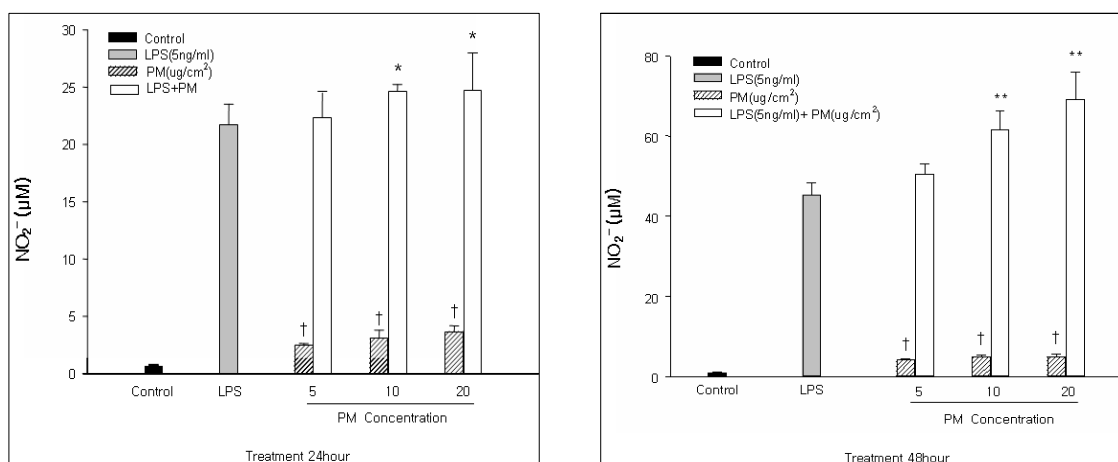 30
25
20
15
10
5
0
NO₂⁻ (μM)
Control
LPS(5ng/ml)
PM(ug/cm²)
LPS+PM
*
*
†
†
†
Control
LPS
5
10
20
PM Concentration
Treatment 24hour
80
60
40
20
0
NO₂⁻ (μM)
Control
LPS(5ng/ml)
PM(ug/cm²)
LPS(5ng/ml)+ PM(ug/cm²)
**
**
†
†
†
Control
LPS
5
10
20
PM Concentration
Treatment 48hour